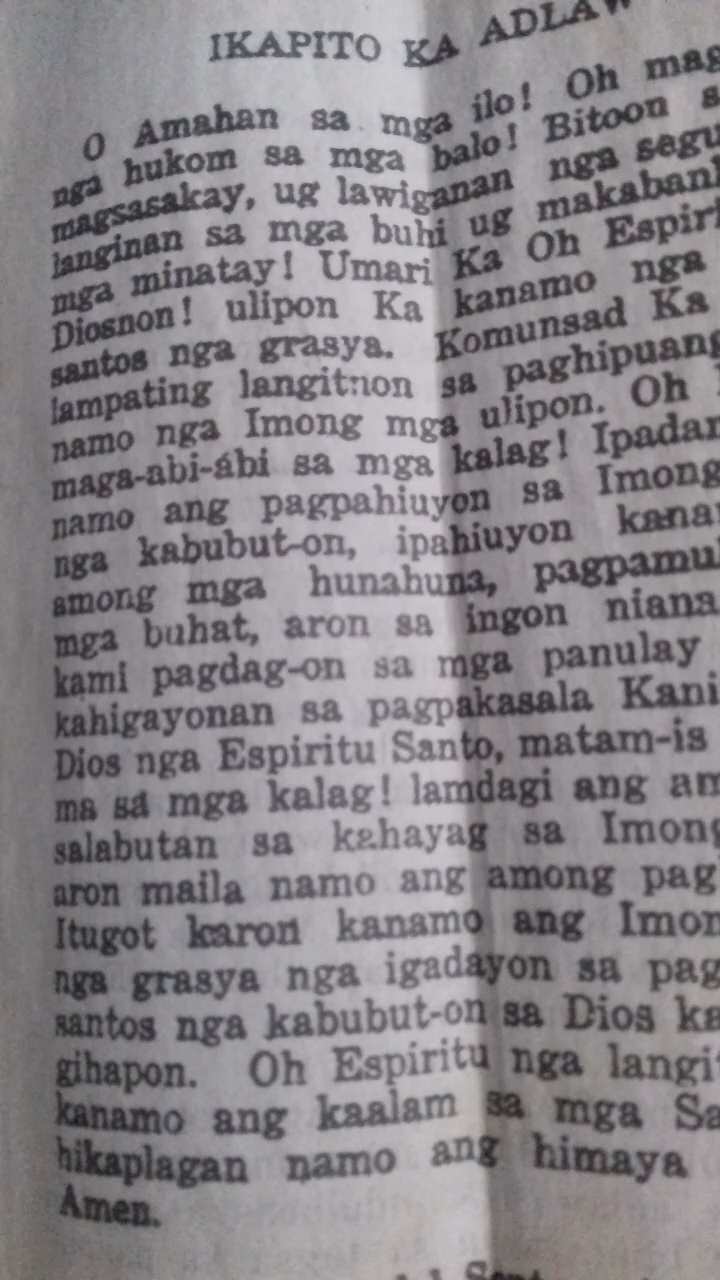 IKAPITO KA ADLAW
O Amahan sa mga ilo! Oh mag
nga hukom sa mga balo! Bitoon s
magsasakay, ug lawiganan nga segu
langinan sa mga buhi ug makaban
mga minatay! Umari Ka Oh Espiri
Diosnon! ulipon Ka kanamo nga
santos nga grasya. Komunsad Ka
lampating langitnon sa paghipuang
namo nga Imong mga ulipon. Oh
maga-abi-ábi sa mga kalag! Ipadan
namo ang pagpahiuyon sa Imong
nga kabubut-on, ipahiuyon kana
among mga hunahuna, pagpamul
mga buhat, aron sa ingon niana
kami pagdag-on sa mga panulay
kahigayonan sa pagpakasala Kani
Dios nga Espiritu Santo, matam-is
ma sa mga kalag! lamdagi ang am
salabutan sa kahayag sa Imong
aron maila namo ang among pag
Itugot karon kanamo ang Imon
nga grasya nga igadayon sa pag
santos nga kabubut-on sa Dios ka
gihapon. Oh Espiritu nga langit
kanamo ang kaalam sa mga Sa
hikaplagan namo ang himaya
Amen.